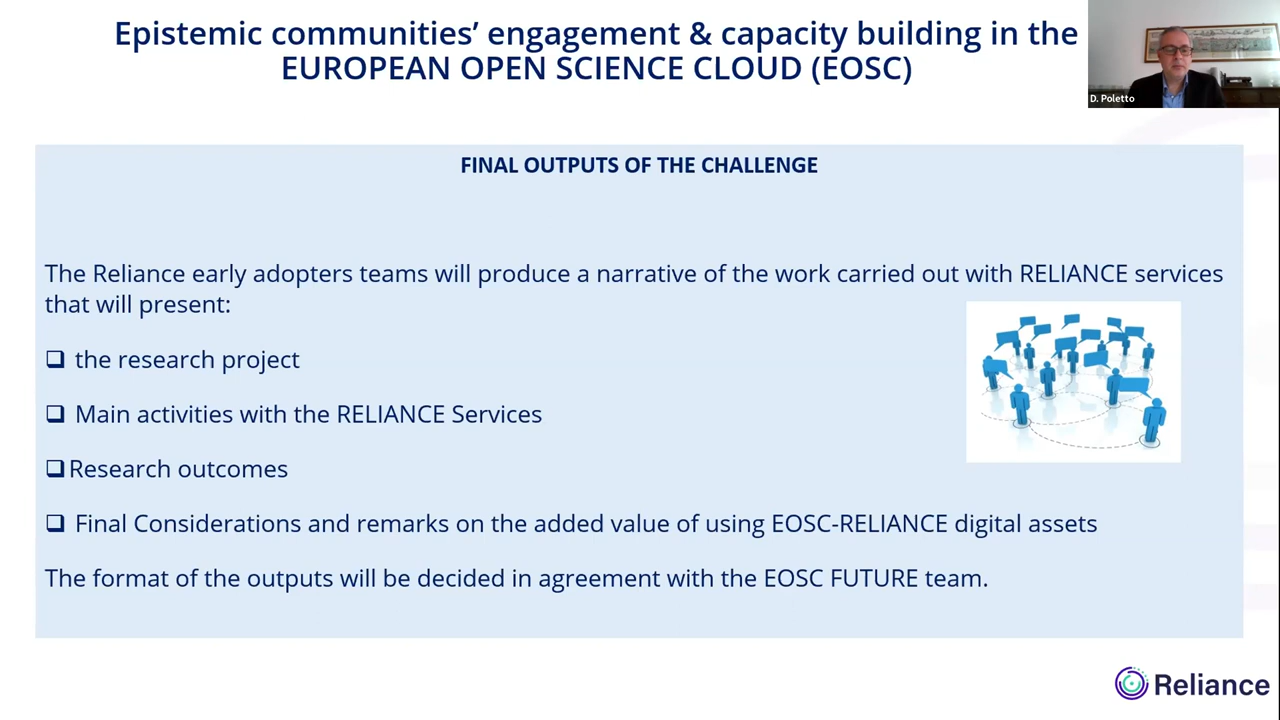 Epistemic communities’ engagement & capacity building in the
EUROPEAN OPEN SCIENCE CLOUD (EOSC)
D. Poletto
FINAL OUTPUTS OF THE CHALLENGE
The Reliance early adopters teams will produce a narrative of the work carried out with RELIANCE services
that will present:
the research project
Main activities with the RELIANCE Services
Research outcomes
Final Considerations and remarks on the added value of using EOSC-RELIANCE digital assets
The format of the outputs will be decided in agreement with the EOSC FUTURE team.
Reliance